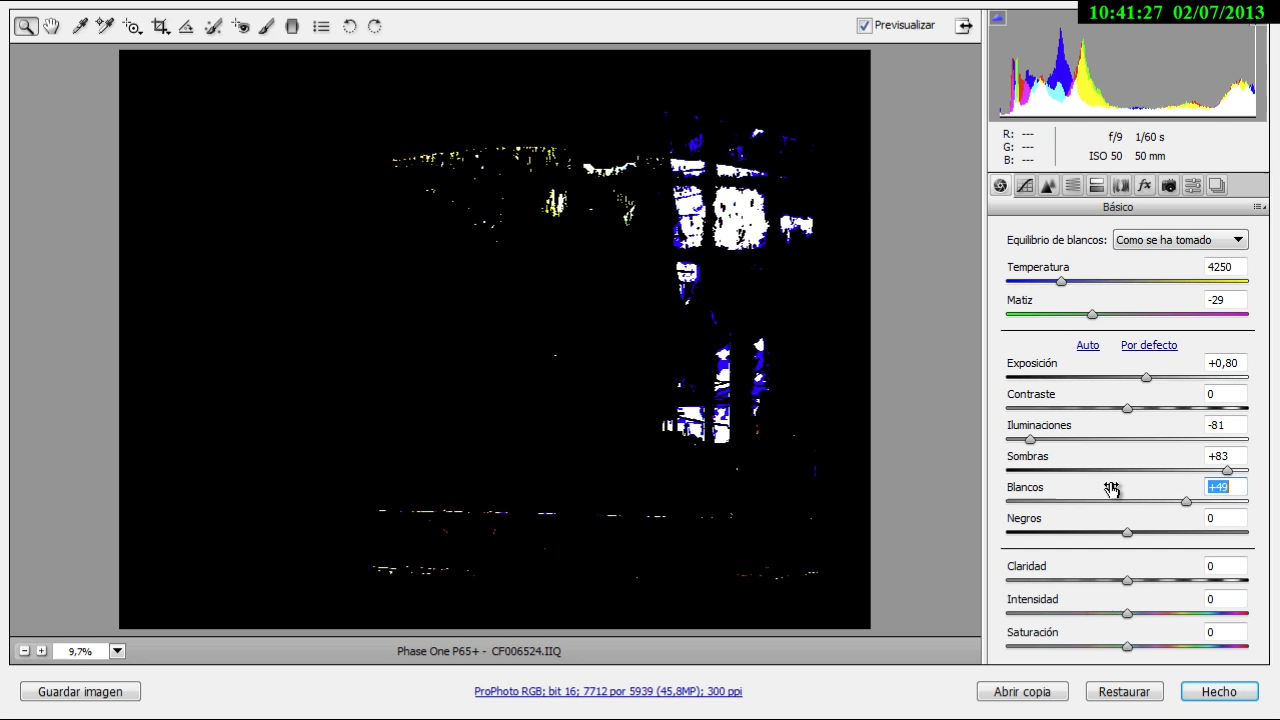 10:41:27 02/07/2013
Previsualizar
R: ---
G: ---
B: ---
f/9 1/60 s
ISO 50 50 mm
Básico
Equilibrio de blancos: Como se ha tomado
Temperatura 4250
Matiz -29
Auto Por defecto
Exposición +0,80
Contraste 0
Iluminaciones -81
Sombras +83
Blancos +49
Negros 0
Claridad 0
Intensidad 0
Saturación 0
9,7%
Phase One P65+ - CF006524.IIQ
Guardar imagen
ProPhoto RGB; bit 16; 7712 por 5939 (45,8MP); 300 ppi
Abrir copia
Restaurar
Hecho